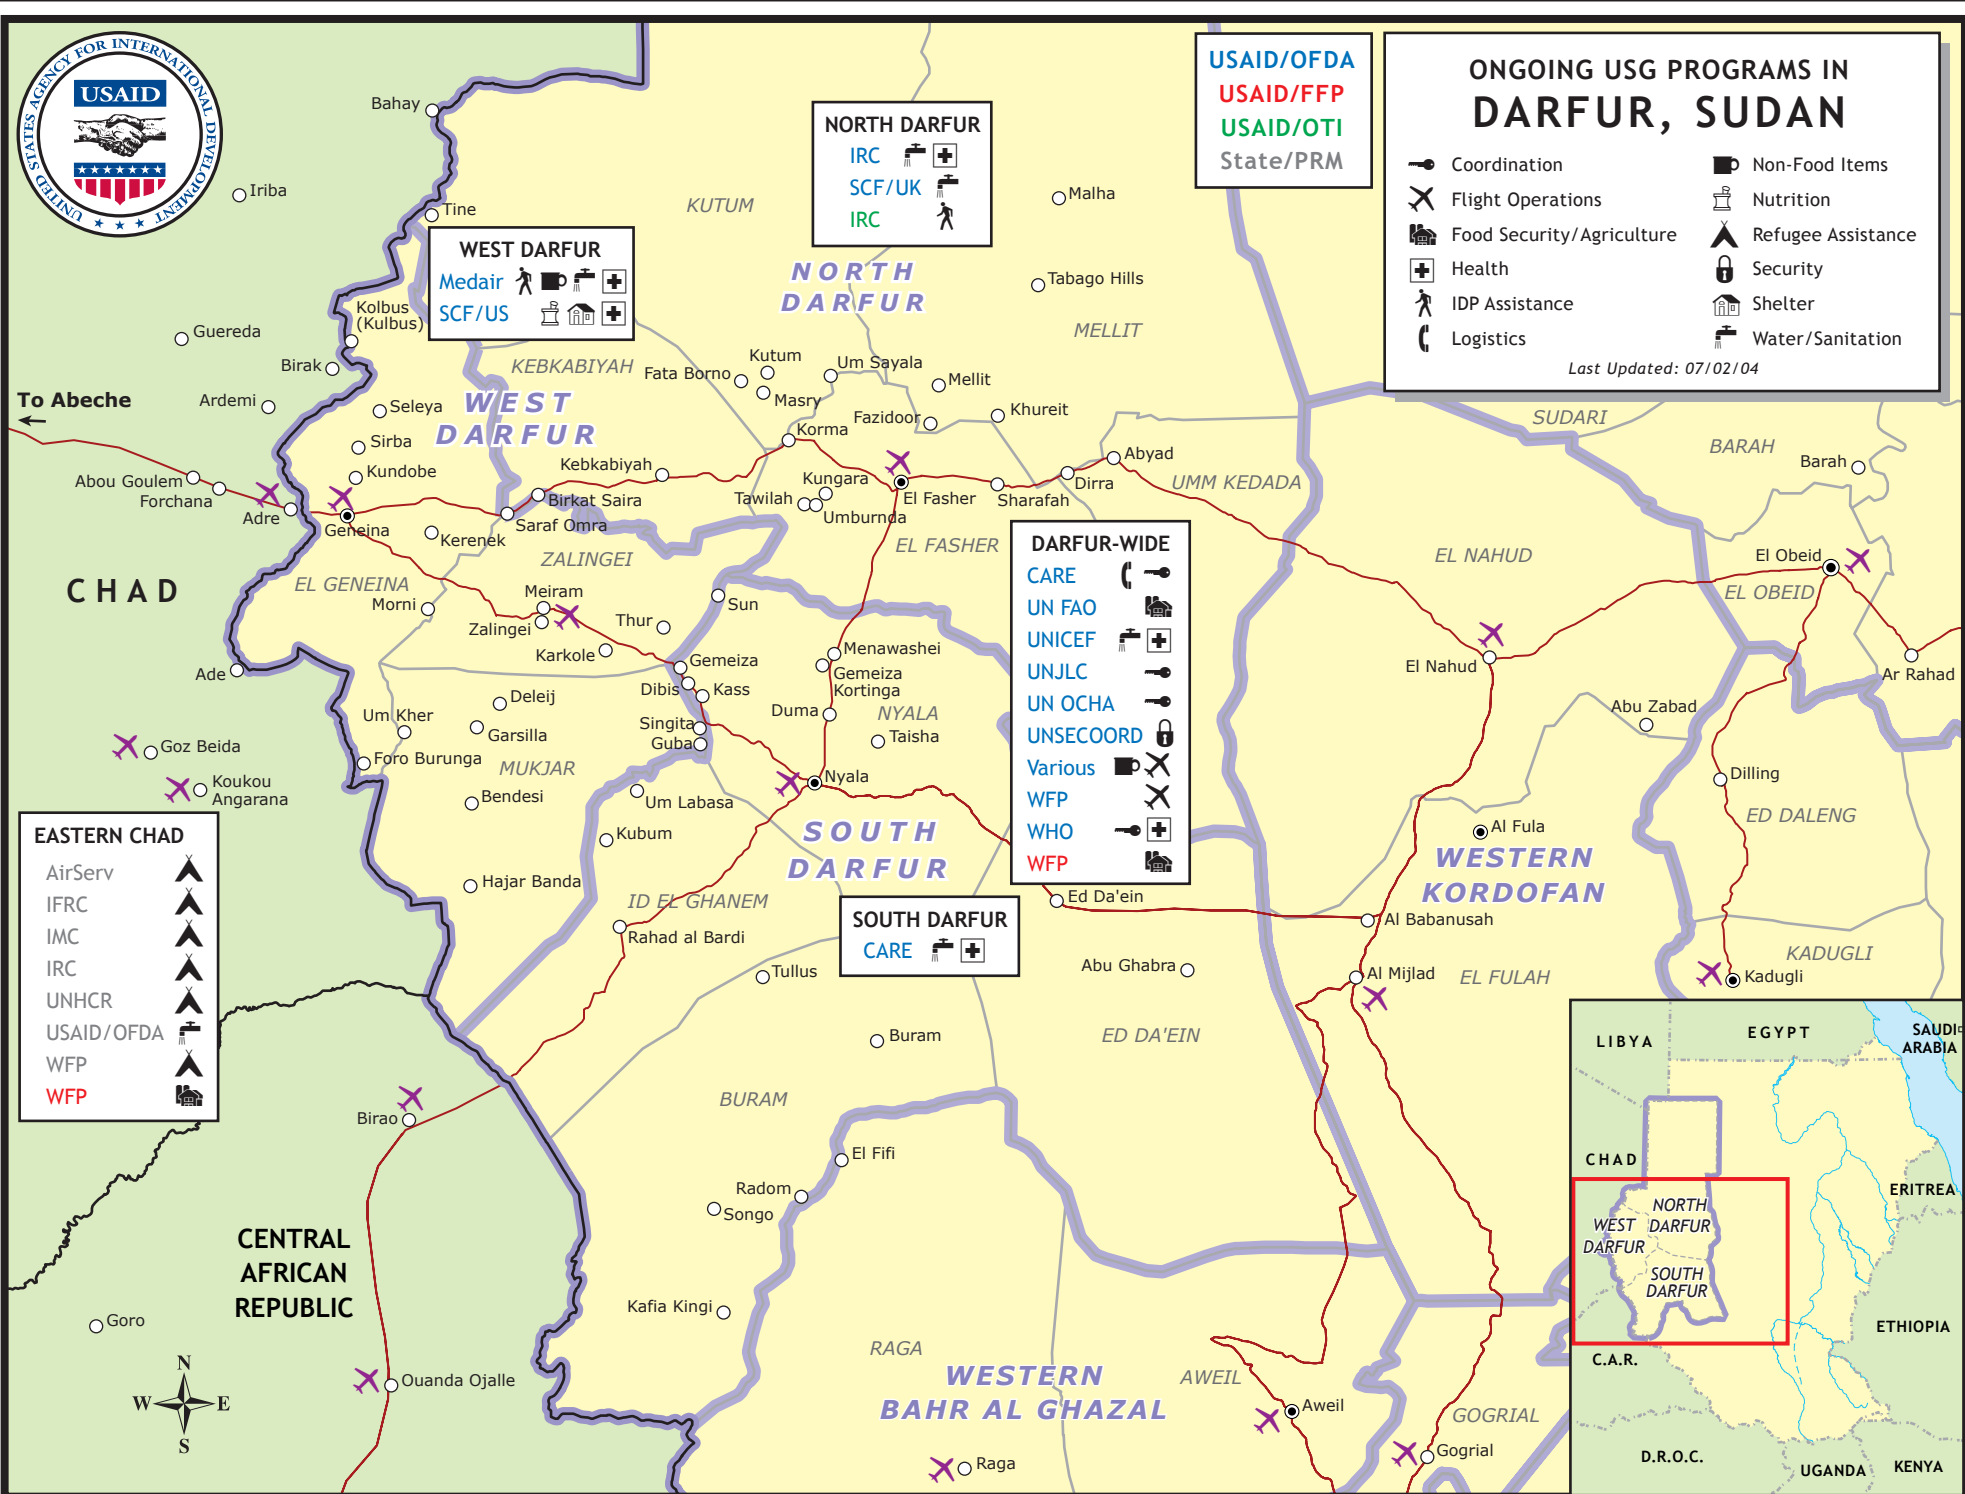 UNITED STATES AGENCY FOR INTERNATIONAL DEVELOPMENT
USAID
USAID/OFDA
USAID/FFP
USAID/OTI
State/PRM
ONGOING USG PROGRAMS IN
DARFUR, SUDAN
Coordination
Flight Operations
Food Security/Agriculture
Health
IDP Assistance
Logistics
Non-Food Items
Nutrition
Refugee Assistance
Security
Shelter
Water/Sanitation
Last Updated: 07/02/04
NORTH DARFUR
IRC
SCF/UK
IRC
WEST DARFUR
Medair
SCF/US
DARFUR-WIDE
CARE
UN FAO
UNICEF
UNJLC
UN OCHA
UNSECOORD
Various
WFP
WHO
WFP
SOUTH DARFUR
CARE
EASTERN CHAD
AirServ
IFRC
IMC
IRC
UNHCR
USAID/OFDA
WFP
WFP
Bahay
Iriba
Tine
KUTUM
Malha
NORTH
DARFUR
Tabago Hills
Kolbus
(Kulbus)
Guereda
MELLIT
Birak
KEBKABIYAH
Fata Borno
Kutum
Um Sayala
Mellit
Masry
To Abeche
Ardemi
Seleya
WEST
DARFUR
Fazidoor
Khureit
SUDARI
Sirba
Korma
BARAH
Barah
Kundobe
Kebkabiyah
Abyad
Abou Goulem
Forchana
Kungara
Dirra
UMM KEDADA
Adre
Birkat Saira
Tawilah
El Fasher
Sharafah
Geneina
Saraf Omra
Umburnda
Kerenek
EL FASHER
ZALINGEI
EL NAHUD
El Obeid
CHAD
EL GENEINA
EL OBEID
Morni
Meiram
Sun
Zalingei
Thur
Karkole
Menawashei
Gemeiza
Gemeiza
Kortinga
El Nahud
Ar Rahad
Ade
Dibis
Kass
Deleij
Um Kher
Garsilla
Singita
Guba
Duma
NYALA
Taisha
Abu Zabad
Goz Beida
Foro Burunga
MUKJAR
Nyala
Dilling
Koukou
Angarana
Bendesi
Um Labasa
Kubum
SOUTH
DARFUR
Al Fula
ED DALENG
WESTERN
KORDOFAN
Hajar Banda
ID EL GHANEM
Ed Da'ein
Al Babanusah
Rahad al Bardi
KADUGLI
Tullus
Abu Ghabra
Al Mijlad
EL FULAH
Kadugli
Buram
ED DA'EIN
BURAM
Birao
El Fifi
Radom
Songo
CENTRAL
AFRICAN
REPUBLIC
Kafia Kingi
Goro
RAGA
WESTERN
BAHR AL GHAZAL
AWEIL
Ouanda Ojalle
Aweil
GOGRIAL
Gogrial
Raga
N
W
E
S
LIBYA
EGYPT
SAUDI
ARABIA
CHAD
ERITREA
NORTH
DARFUR
WEST
DARFUR
SOUTH
DARFUR
ETHIOPIA
C.A.R.
D.R.O.C.
UGANDA
KENYA